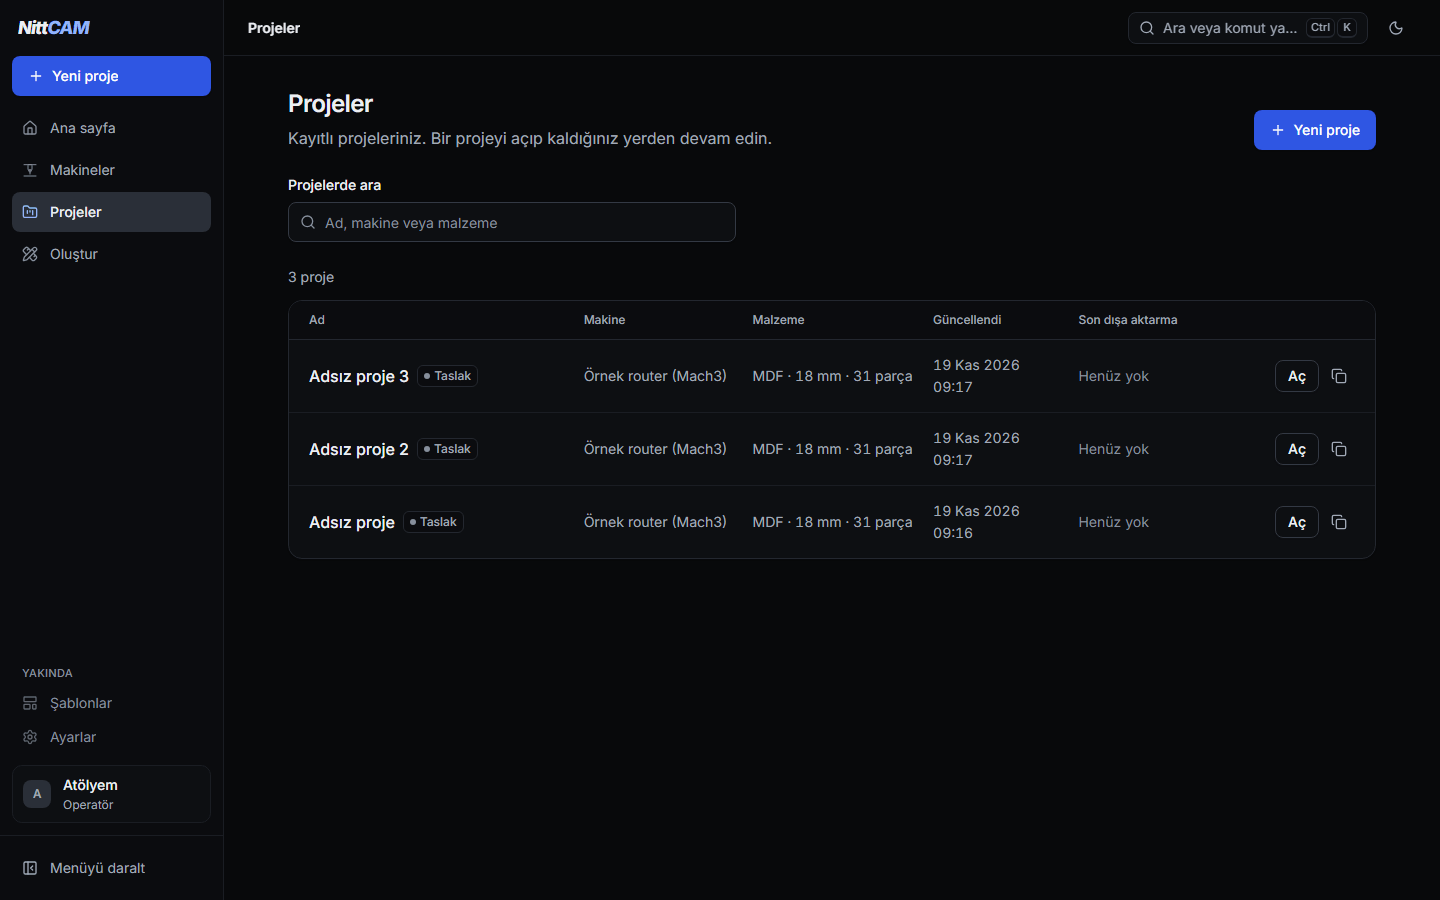 NittCAM
Yeni proje
Ana sayfa
Makineler
Projeler
Oluştur
YAKINDA
Şablonlar
Ayarlar
A
Atölyem
Operatör
Menüyü daralt
Projeler
Ara veya komut ya... Ctrl K
Projeler
Kayıtlı projeleriniz. Bir projeyi açıp kaldığınız yerden devam edin.
Yeni proje
Projelerde ara
Ad, makine veya malzeme
3 proje
Ad Makine Malzeme Güncellendi Son dışa aktarma
Adsız proje 3 Taslak Örnek router (Mach3) MDF · 18 mm · 31 parça 19 Kas 2026 09:17 Henüz yok Aç
Adsız proje 2 Taslak Örnek router (Mach3) MDF · 18 mm · 31 parça 19 Kas 2026 09:17 Henüz yok Aç
Adsız proje Taslak Örnek router (Mach3) MDF · 18 mm · 31 parça 19 Kas 2026 09:16 Henüz yok Aç